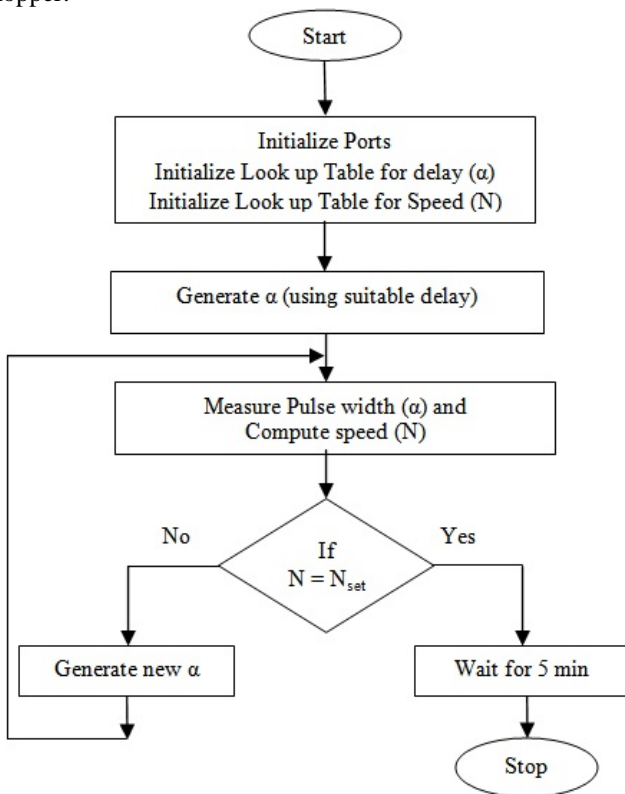 Start
Initialize Ports
Initialize Look up Table for delay (α)
Initialize Look up Table for Speed (N)
Generate α (using suitable delay)
Measure Pulse width (α) and
Compute speed (N)
No
Yes
If
N = Nset
Generate new α
Wait for 5 min
Stop